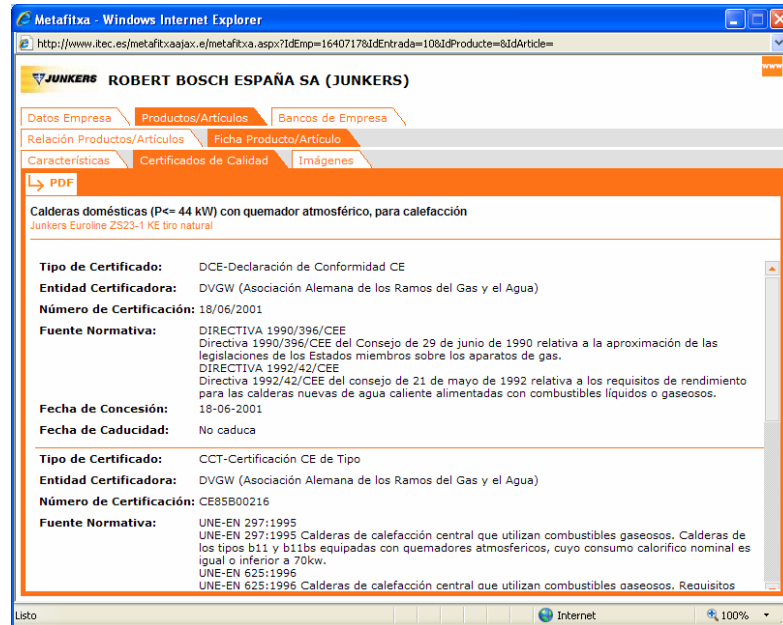 Metafitxa - Windows Internet Explorer
http://www.itec.es/metafitxaajax.e/metafitxa.aspx?IdEmp=1640717&IdEntrada=10&IdProducte=&IdArticle=
www
JUNKERS ROBERT BOSCH ESPAÑA SA (JUNKERS)
Datos Empresa Productos/Artículos Bancos de Empresa
Relación Productos/Artículos Ficha Producto/Artículo
Características Certificados de Calidad Imágenes
PDF
Calderas domésticas (P<= 44 kW) con quemador atmosférico, para calefacción
Junkers Euroline ZS23-1 KE tiro natural
Tipo de Certificado: DCE-Declaración de Conformidad CE
Entidad Certificadora: DVGW (Asociación Alemana de los Ramos del Gas y el Agua)
Número de Certificación: 18/06/2001
Fuente Normativa: DIRECTIVA 1990/396/CEE
Directiva 1990/396/CEE del Consejo de 29 de junio de 1990 relativa a la aproximación de las
legislaciones de los Estados miembros sobre los aparatos de gas.
DIRECTIVA 1992/42/CEE
Directiva 1992/42/CEE del consejo de 21 de mayo de 1992 relativa a los requisitos de rendimiento
para las calderas nuevas de agua caliente alimentadas con combustibles líquidos o gaseosos.
Fecha de Concesión: 18-06-2001
Fecha de Caducidad: No caduca
Tipo de Certificado: CCT-Certificación CE de Tipo
Entidad Certificadora: DVGW (Asociación Alemana de los Ramos del Gas y el Agua)
Número de Certificación: CE85B00216
Fuente Normativa: UNE-EN 297:1995
UNE-EN 297:1995 Calderas de calefacción central que utilizan combustibles gaseosos. Calderas de
los tipos b11 y b11bs equipadas con quemadores atmosfericos, cuyo consumo calorifico nominal es
igual o inferior a 70kw.
UNE-EN 625:1996
UNE-EN 625:1996 Calderas de calefacción central que utilizan combustibles gaseosos. Requisitos
Listo Internet 100%